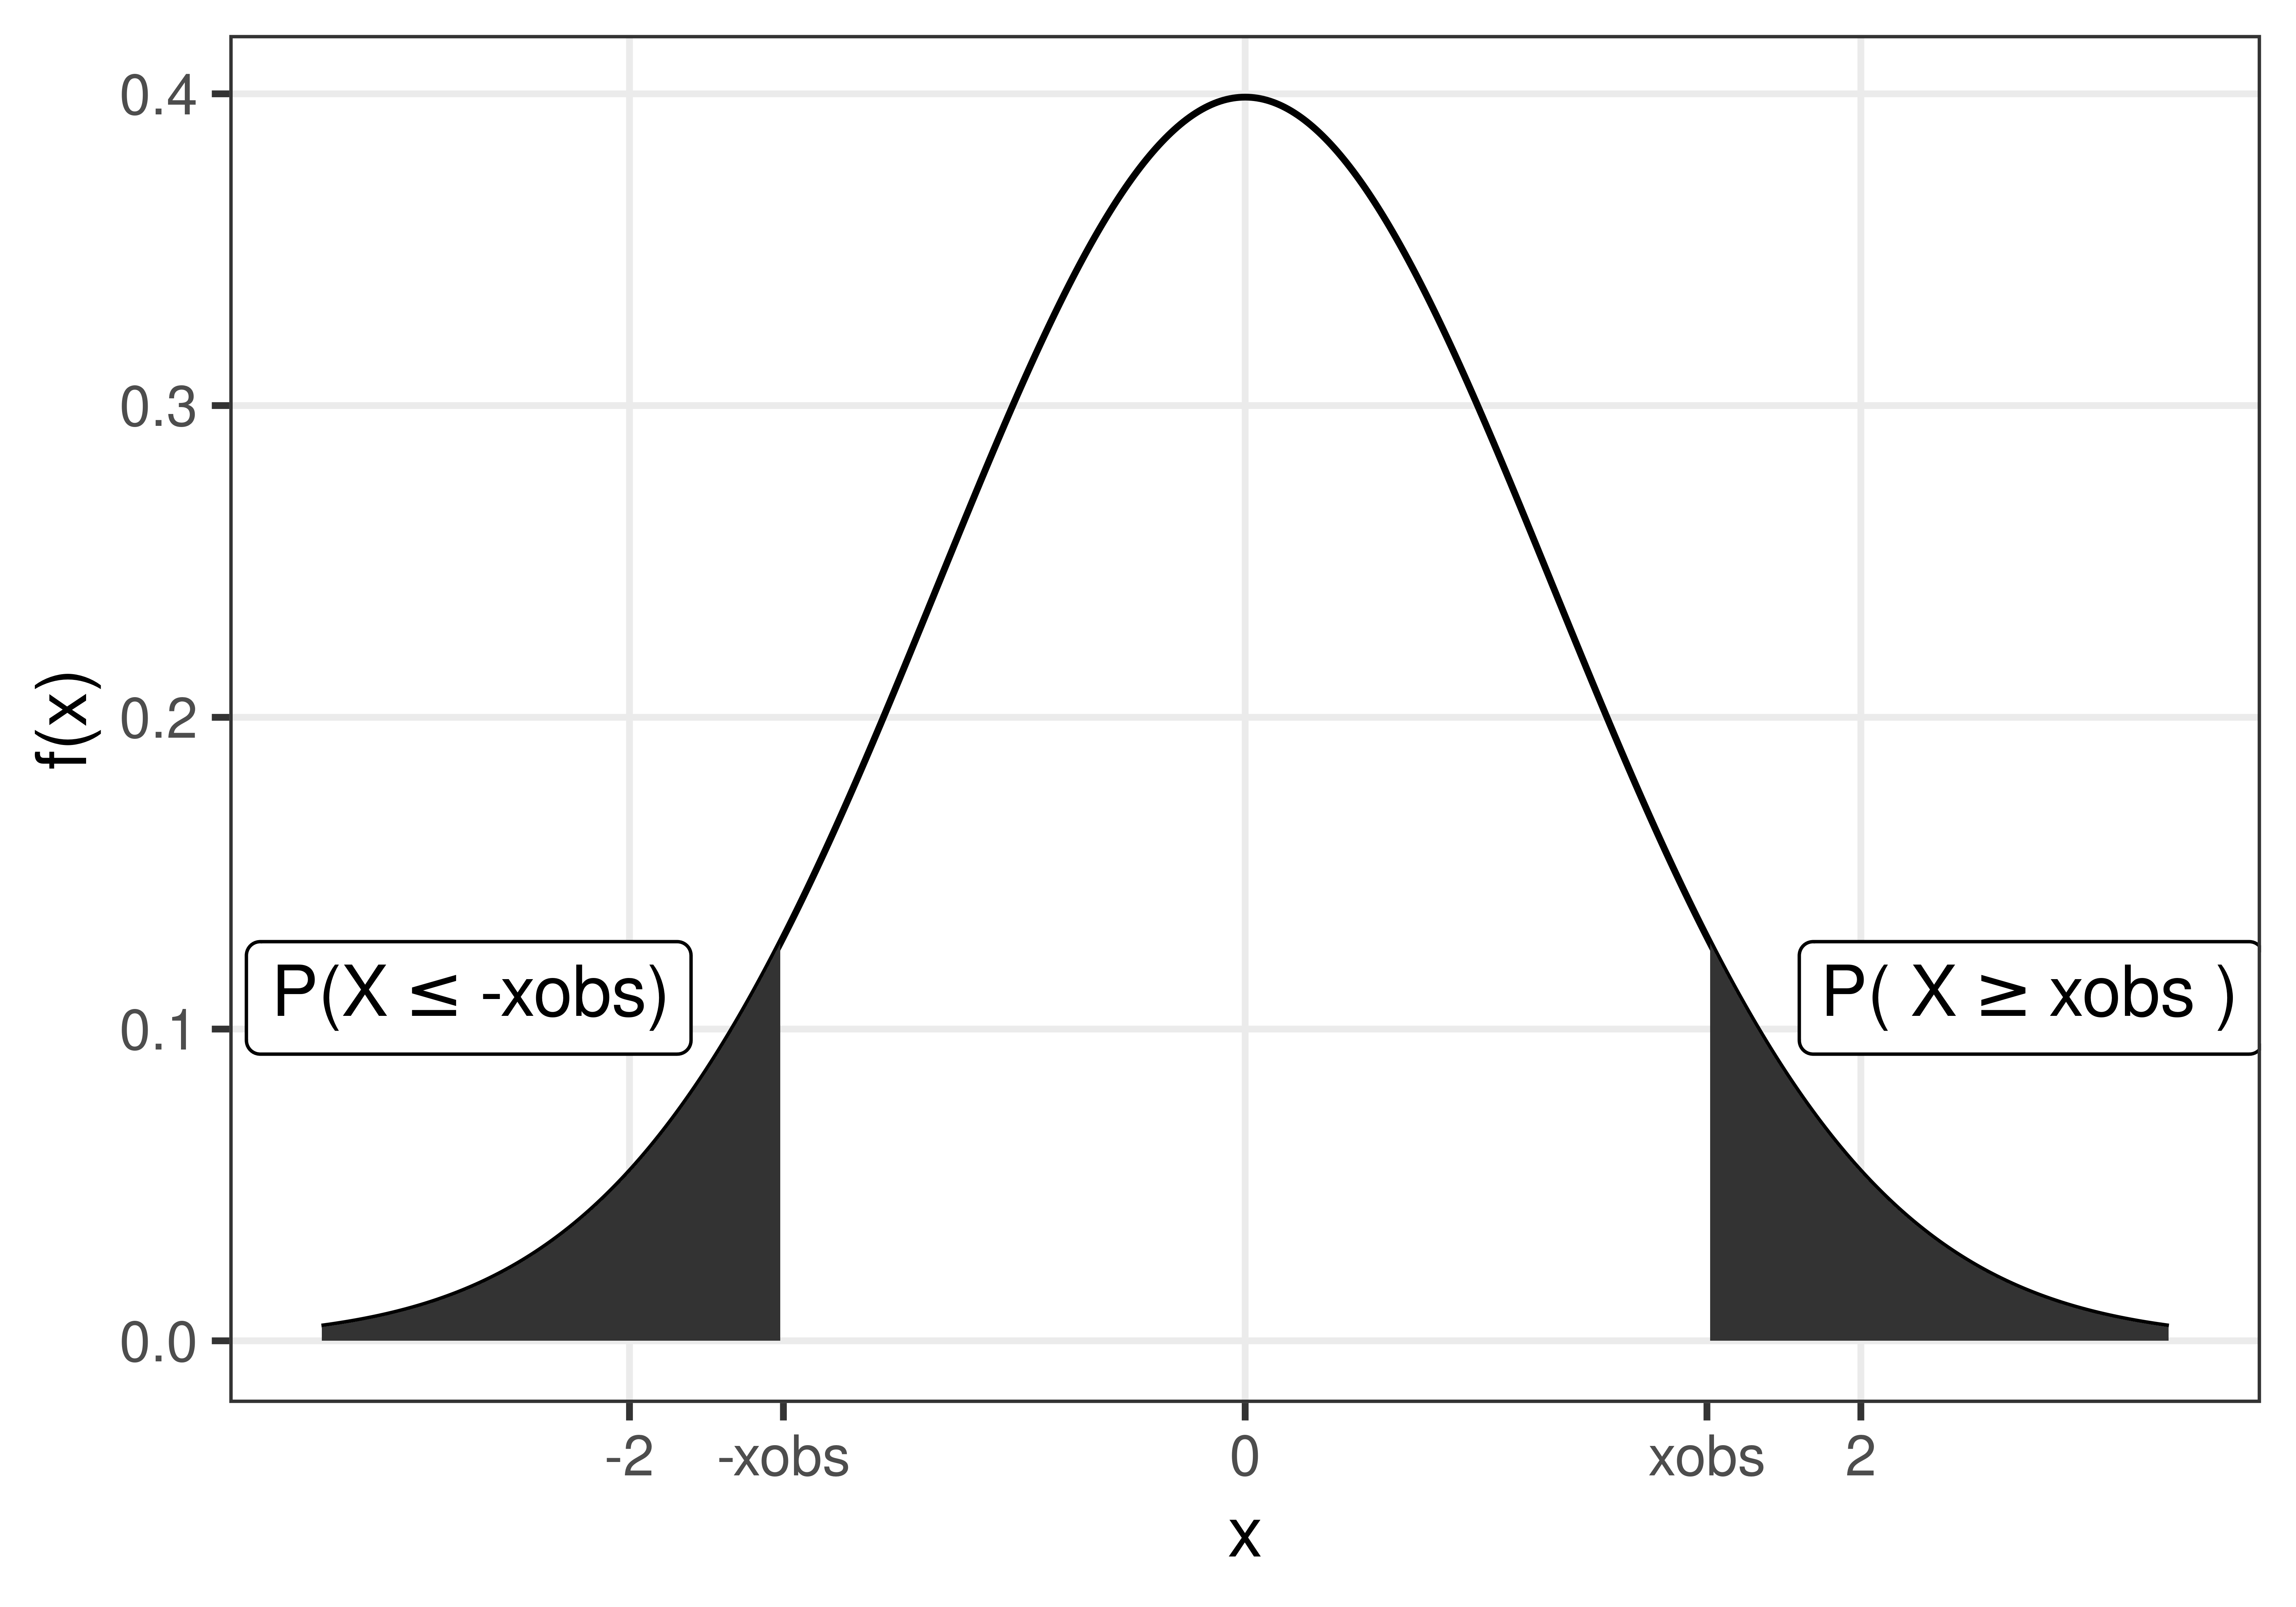 0.4
0.3
0.2
0.1
0.0
f(x)
P(X ≤ -xobs)
P( X ≥ xobs )
-2 -xobs 0 xobs 2
x